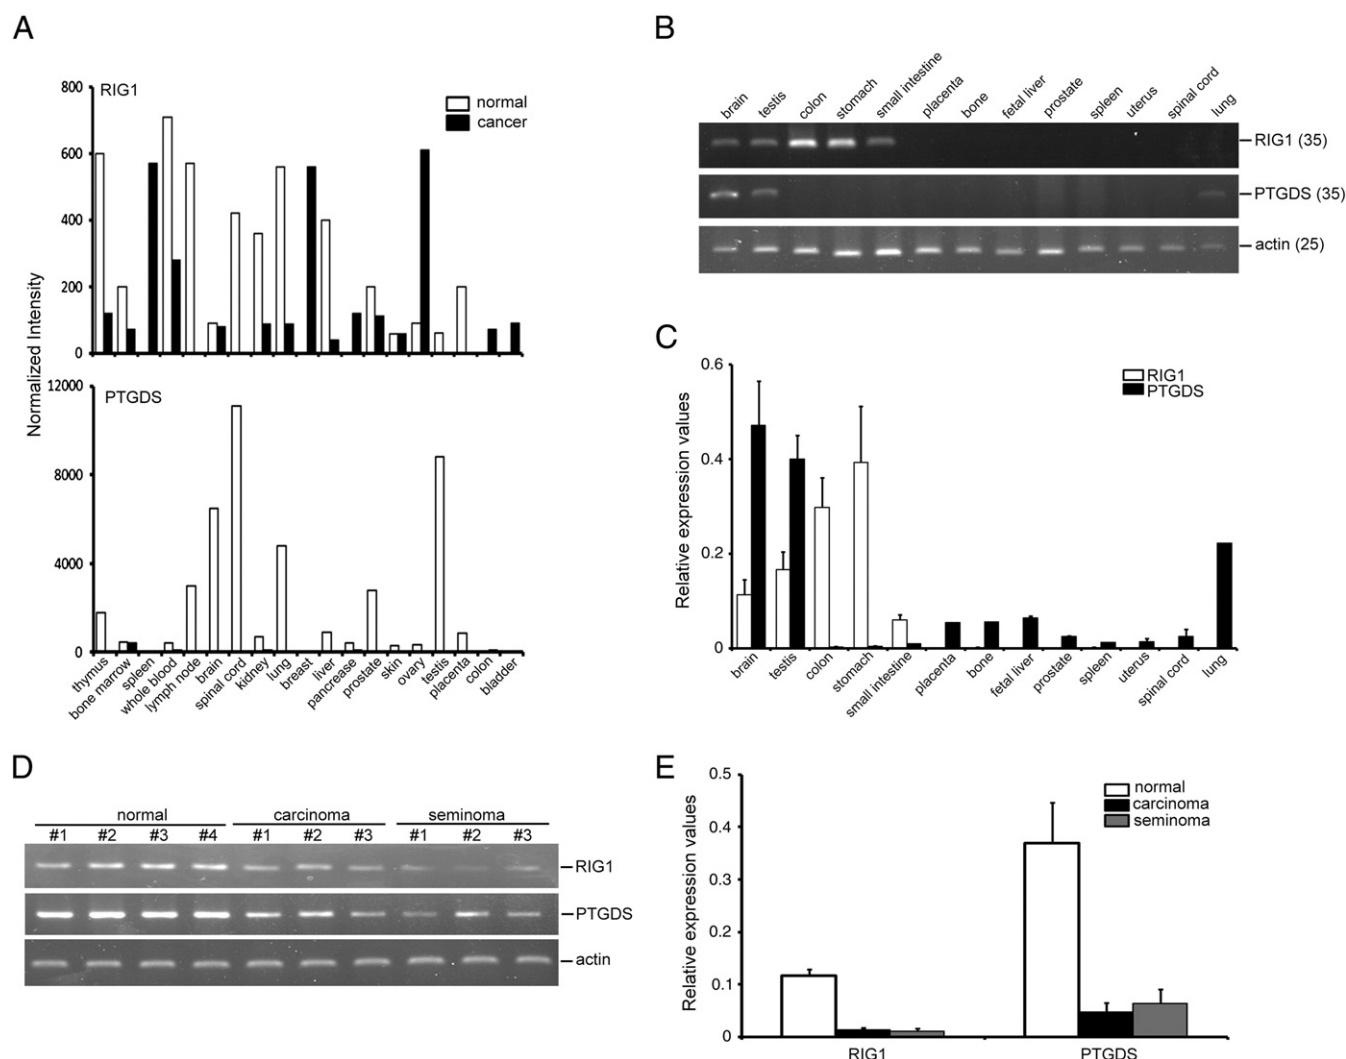 A
800
RIG1
normal
cancer
600
400
200
0
Normalized Intensity
12000
PTGDS
8000
4000
0
thymus
bone marrow
spleen
whole blood
lymph node
brain
spinal cord
kidney
lung
breast
liver
pancrease
prostate
skin
ovary
testis
placenta
colon
bladder
B
brain
testis
colon
stomach
small intestine
placenta
bone
fetal liver
prostate
spleen
uterus
spinal cord
lung
RIG1 (35)
PTGDS (35)
actin (25)
C
0.6
RIG1
PTGDS
0.4
0.2
0
Relative expression values
brain
testis
colon
stomach
small intestine
placenta
bone
fetal liver
prostate
spleen
uterus
spinal cord
lung
D
normal carcinoma seminoma
#1 #2 #3 #4 #1 #2 #3 #1 #2 #3
RIG1
PTGDS
actin
E
0.5
normal
carcinoma
seminoma
0.4
0.3
0.2
0.1
0
Relative expression values
RIG1 PTGDS